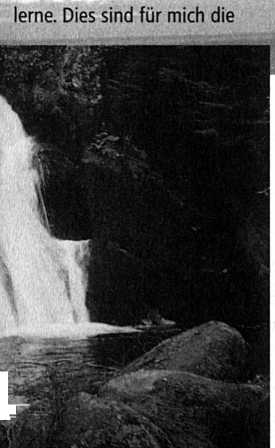 lerne. Dies sind für mich die